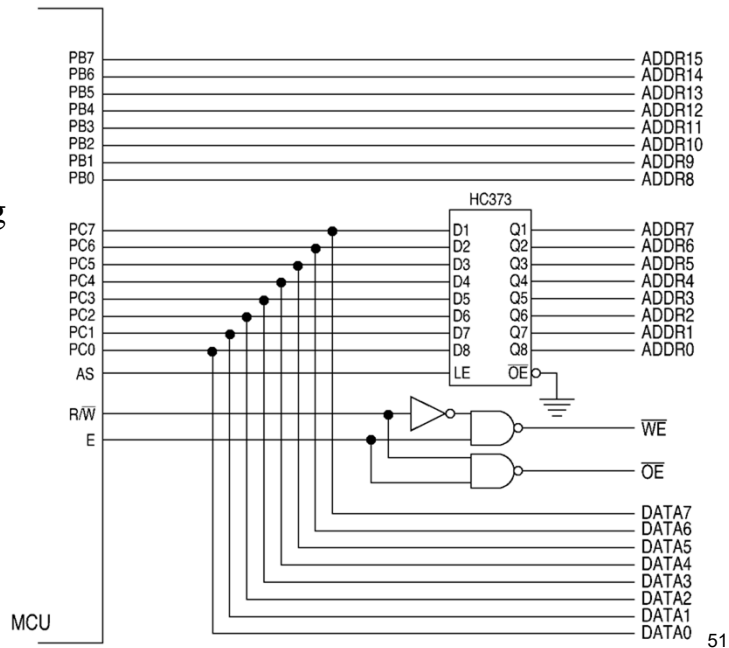 PB7 ADDR15
PB6 ADDR14
PB5 ADDR13
PB4 ADDR12
PB3 ADDR11
PB2 ADDR10
PB1 ADDR9
PB0 ADDR8
HC373
g
PC7 D1 Q1 ADDR7
PC6 D2 Q2 ADDR6
PC5 D3 Q3 ADDR5
PC4 D4 Q4 ADDR4
PC3 D5 Q5 ADDR3
PC2 D6 Q6 ADDR2
PC1 D7 Q7 ADDR1
PC0 D8 Q8 ADDR0
AS LE O̅E̅
R/W̅ W̅E̅
E
O̅E̅
DATA7
DATA6
DATA5
DATA4
DATA3
DATA2
DATA1
MCU DATA0
51